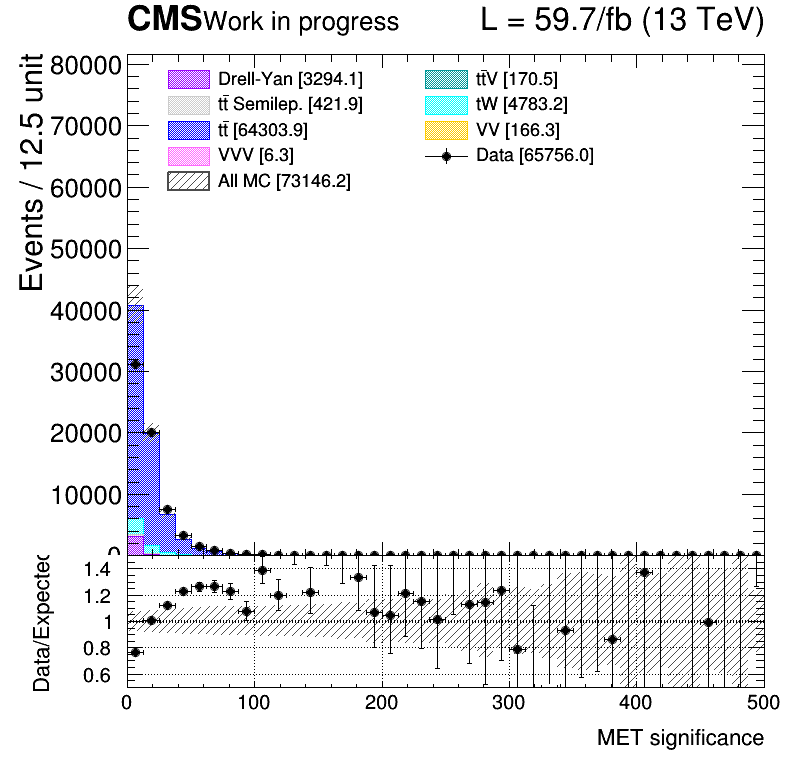 CMS Work in progress L = 59.7/fb (13 TeV)
Events / 12.5 unit
80000
70000
60000
50000
40000
30000
20000
10000
0
Drell-Yan [3294.1]
tt̄ Semilep. [421.9]
tt̄ [64303.9]
VVV [6.3]
All MC [73146.2]
tt̄V [170.5]
tW [4783.2]
VV [166.3]
Data [65756.0]
Data/Expected
1.4
1.2
1
0.8
0.6
0 100 200 300 400 500
MET significance